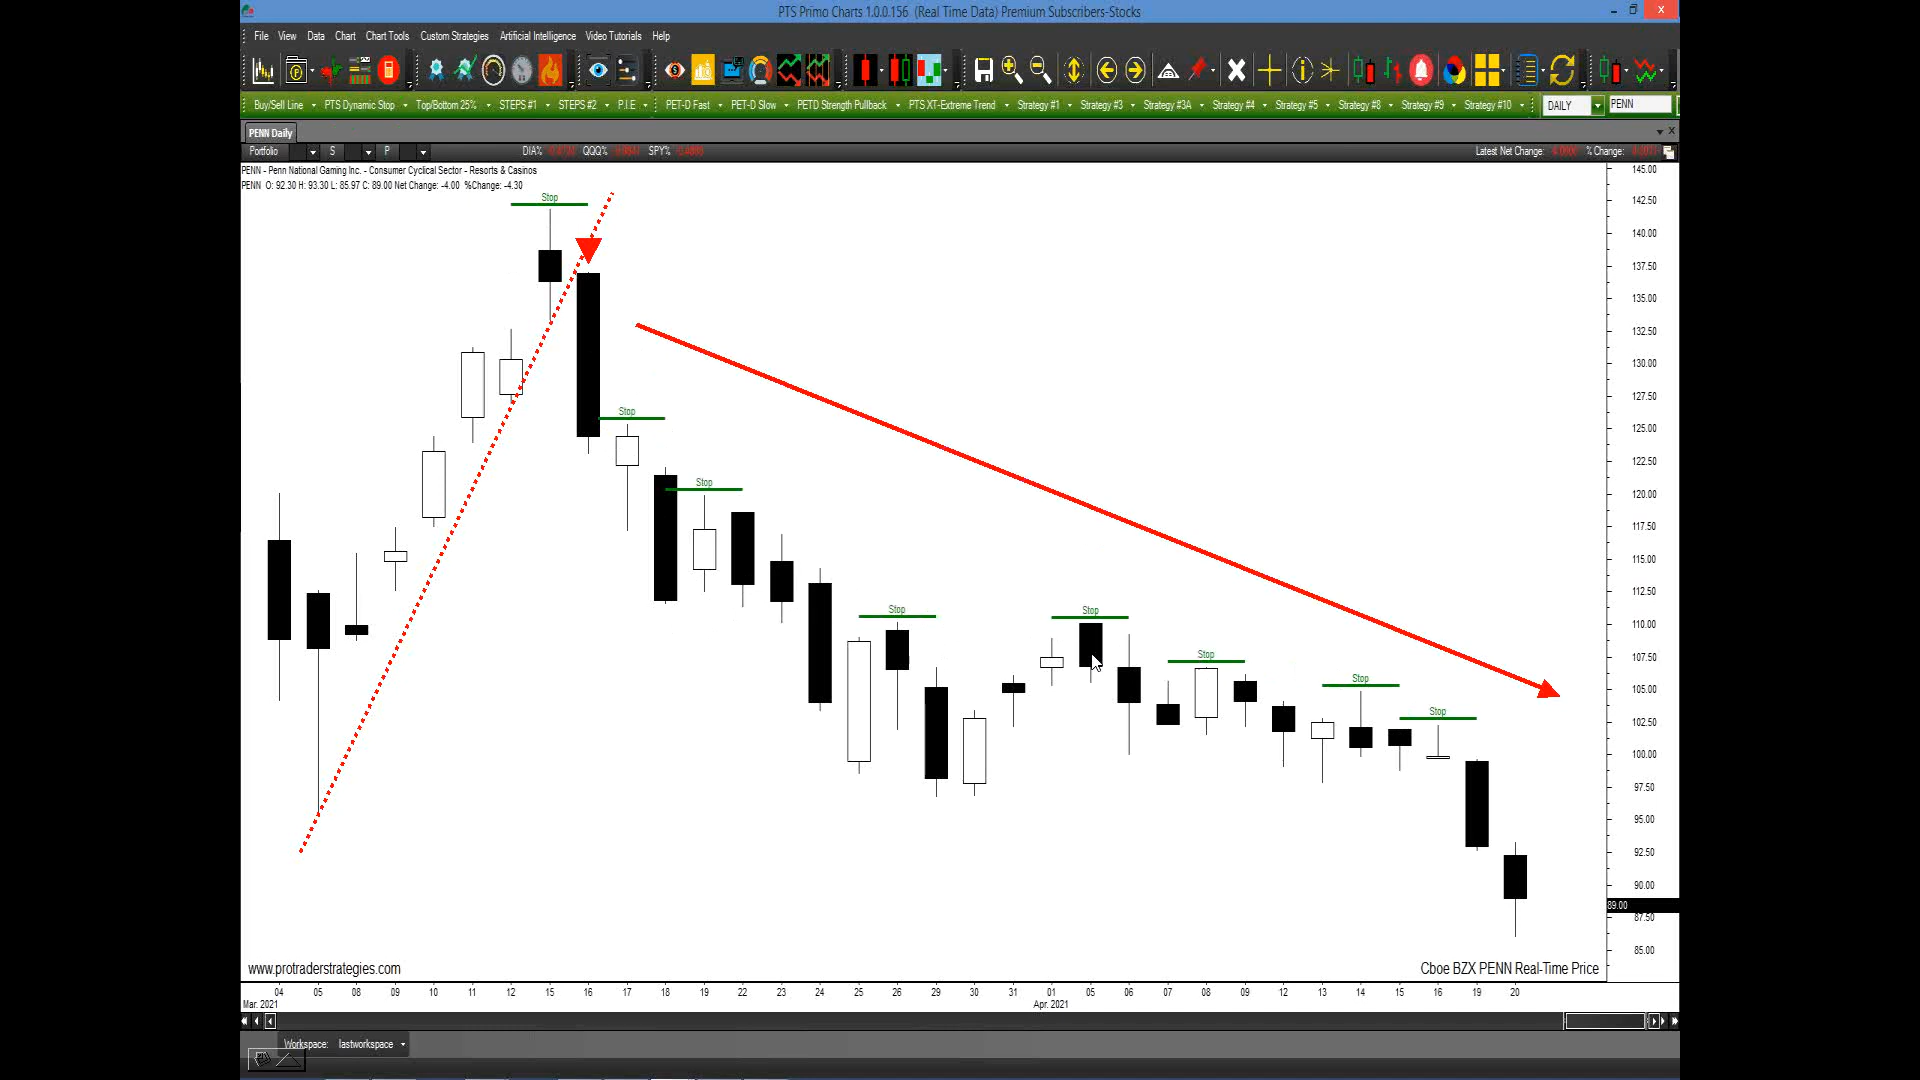 PTS Primo Charts 1.0.0.156 (Real Time Data) Premium Subscribers-Stocks
File View Data Chart Chart Tools Custom Strategies Artificial Intelligence Video Tutorials Help
Buy/Sell Line PTS Dynamic Stop Top/Bottom 25% STEPS #1 STEPS #2 P.I.E PET-D Fast PET-D Slow PETD Strength Pullback PTS XT-Extreme Trend Strategy #1 Strategy #3 Strategy #3A Strategy #4 Strategy #5 Strategy #8 Strategy #9 Strategy #10 DAILY PENN
PENN Daily
Portfolio S P DIA% QQQ% SPY% Latest Net Change: % Change:
PENN - Penn National Gaming Inc. - Consumer Cyclical Sector - Resorts & Casinos
PENN O: 92.30 H: 93.30 L: 85.97 C: 89.00 Net Change: -4.00 %Change: -4.30
Stop
Stop
Stop
Stop
Stop
Stop
Stop
Stop
145.00
142.50
140.00
137.50
135.00
132.50
130.00
127.50
125.00
122.50
120.00
117.50
115.00
112.50
110.00
107.50
105.00
102.50
100.00
97.50
95.00
92.50
90.00
89.00
87.50
85.00
www.protraderstrategies.com
Cboe BZX PENN Real-Time Price
04 05 08 09 10 11 12 15 16 17 18 19 22 23 24 25 26 29 30 31 01 05 06 07 08 09 12 13 14 15 16 19 20
Mar. 2021 Apr. 2021
Workspace: lastworkspace